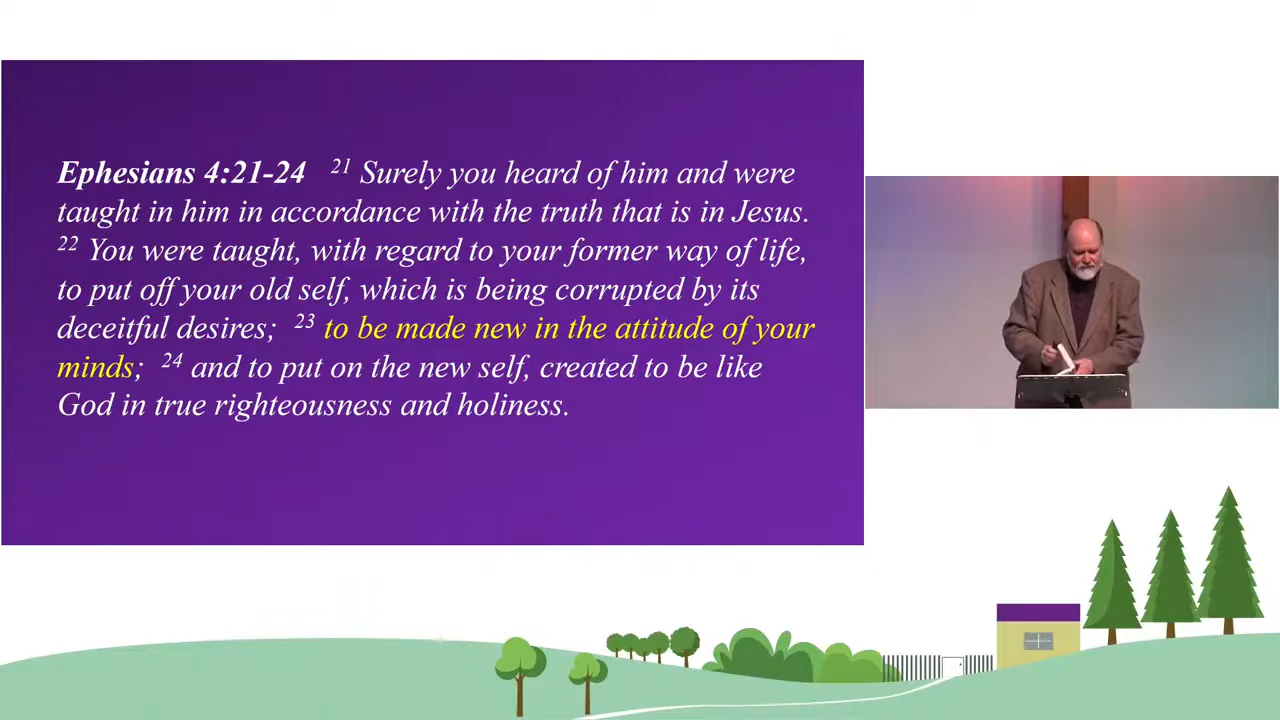 Ephesians 4:21-24 21 Surely you heard of him and were
taught in him in accordance with the truth that is in Jesus.
22 You were taught, with regard to your former way of life,
to put off your old self, which is being corrupted by its
deceitful desires; 23 to be made new in the attitude of your
minds; 24 and to put on the new self, created to be like
God in true righteousness and holiness.